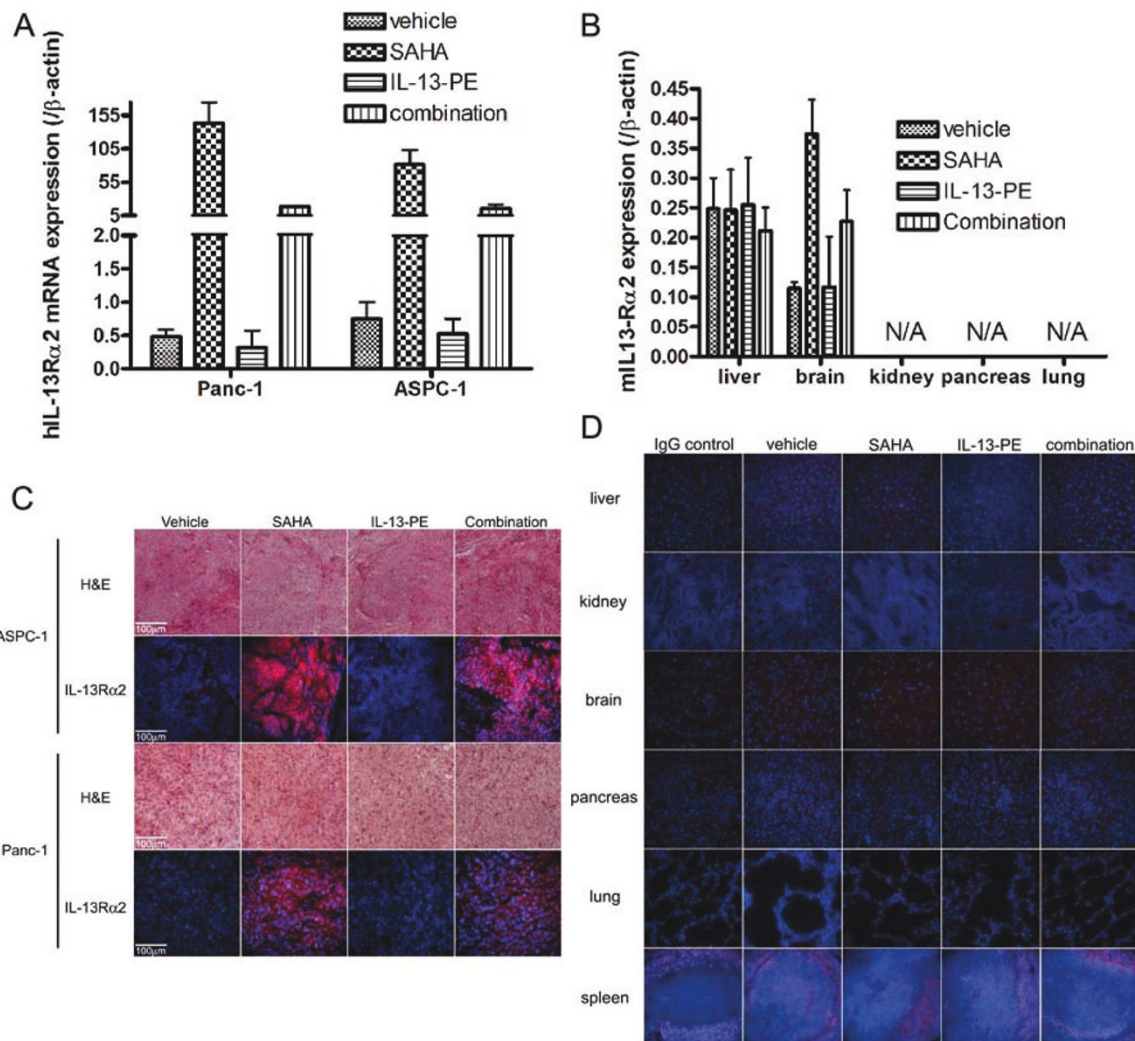 A
vehicle
SAHA
IL-13-PE
combination
hIL-13Rα2 mRNA expression (/β-actin)
155
105
55
5
2.0
1.5
1.0
0.5
0.0
Panc-1 ASPC-1
B
mIL13-Rα2 expression (/β-actin)
0.45
0.40
0.35
0.30
0.25
0.20
0.15
0.10
0.05
0.00
vehicle
SAHA
IL-13-PE
Combination
N/A N/A N/A
liver brain kidney pancreas lung
C
Vehicle SAHA IL-13-PE Combination
ASPC-1
H&E
100μm
IL-13Rα2
100μm
Panc-1
H&E
100μm
IL-13Rα2
100μm
D
IgG control vehicle SAHA IL-13-PE combination
liver
kidney
brain
pancreas
lung
spleen